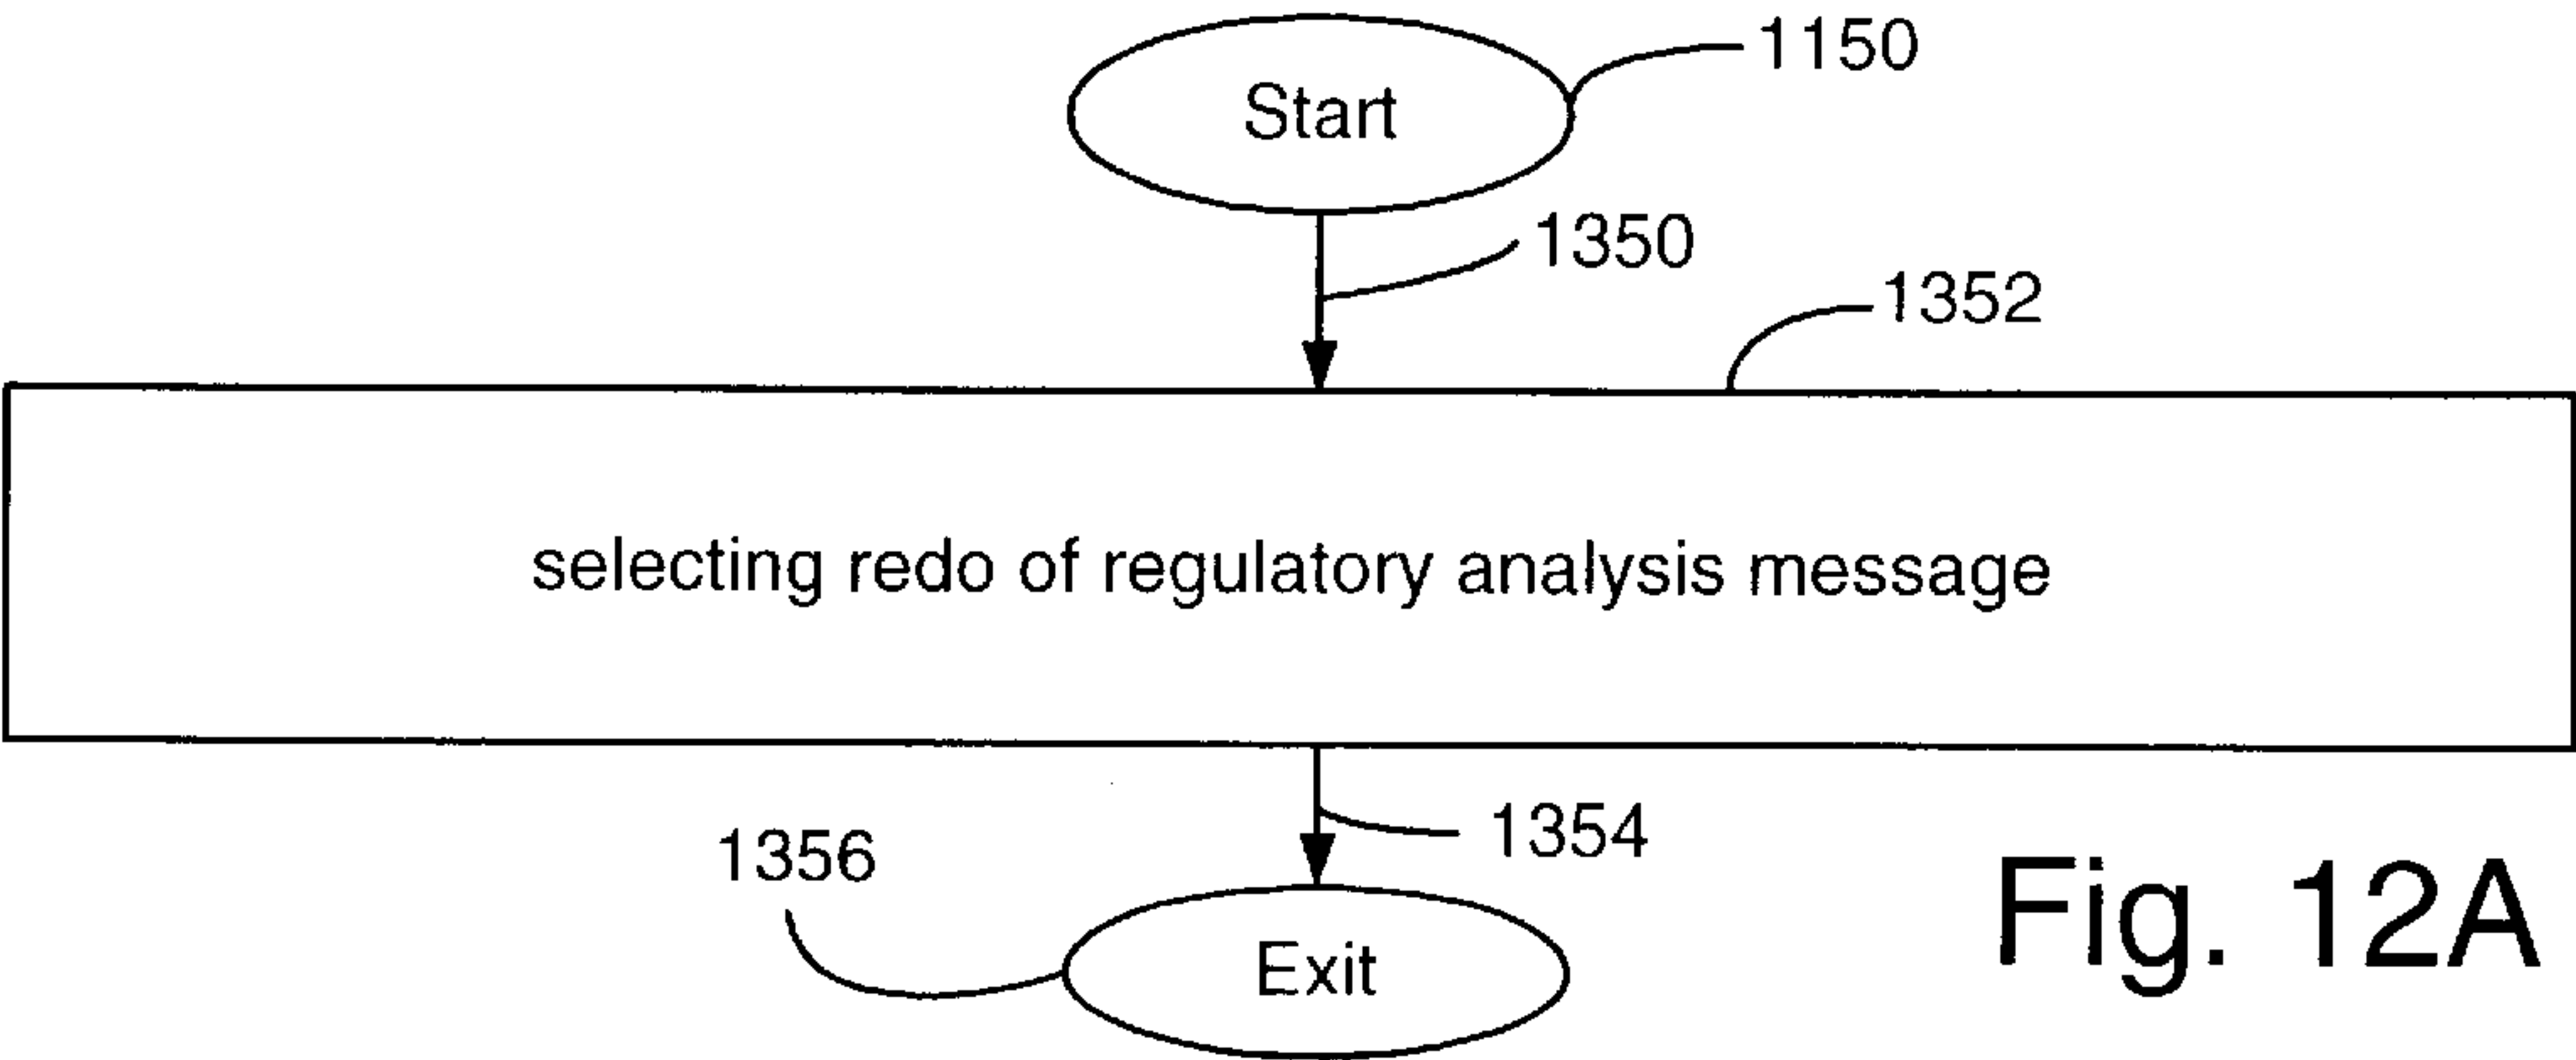 1150
Start
1350
1352
selecting redo of regulatory analysis message
1354
1356
Exit
Fig. 12A